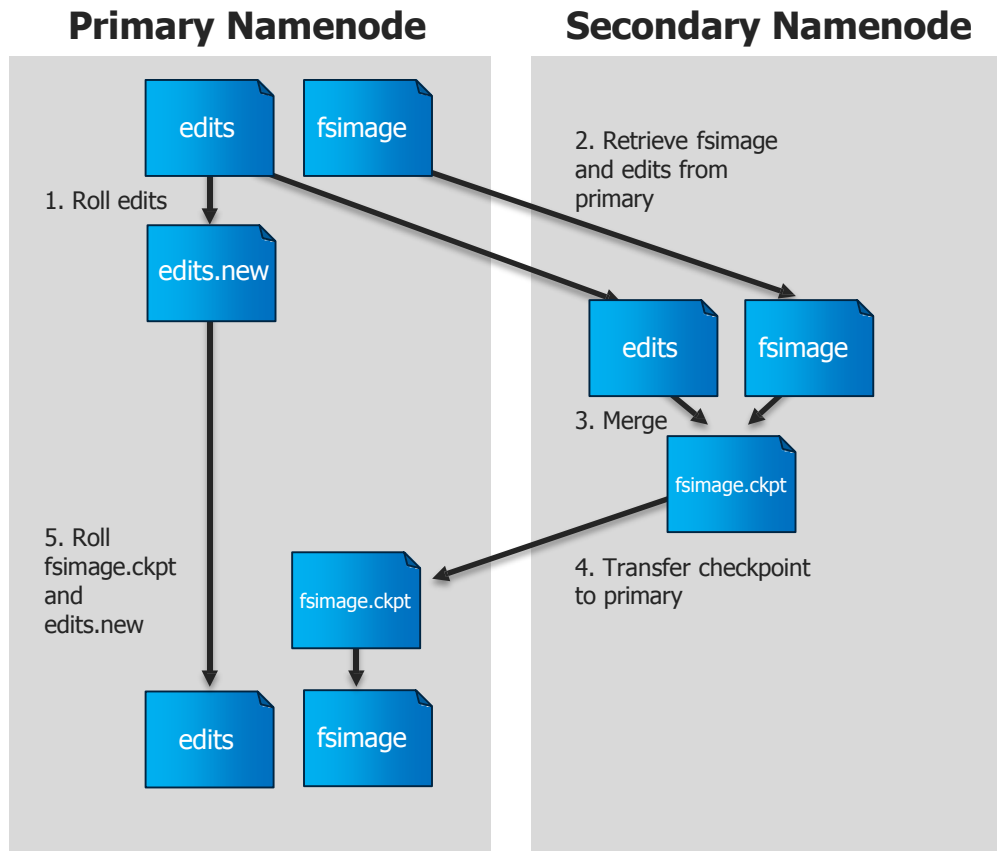 Primary Namenode
Secondary Namenode
edits
fsimage
2. Retrieve fsimage
and edits from
primary
1. Roll edits
edits.new
edits
fsimage
3. Merge
fsimage.ckpt
5. Roll
fsimage.ckpt
and
edits.new
4. Transfer checkpoint
to primary
fsimage.ckpt
edits
fsimage